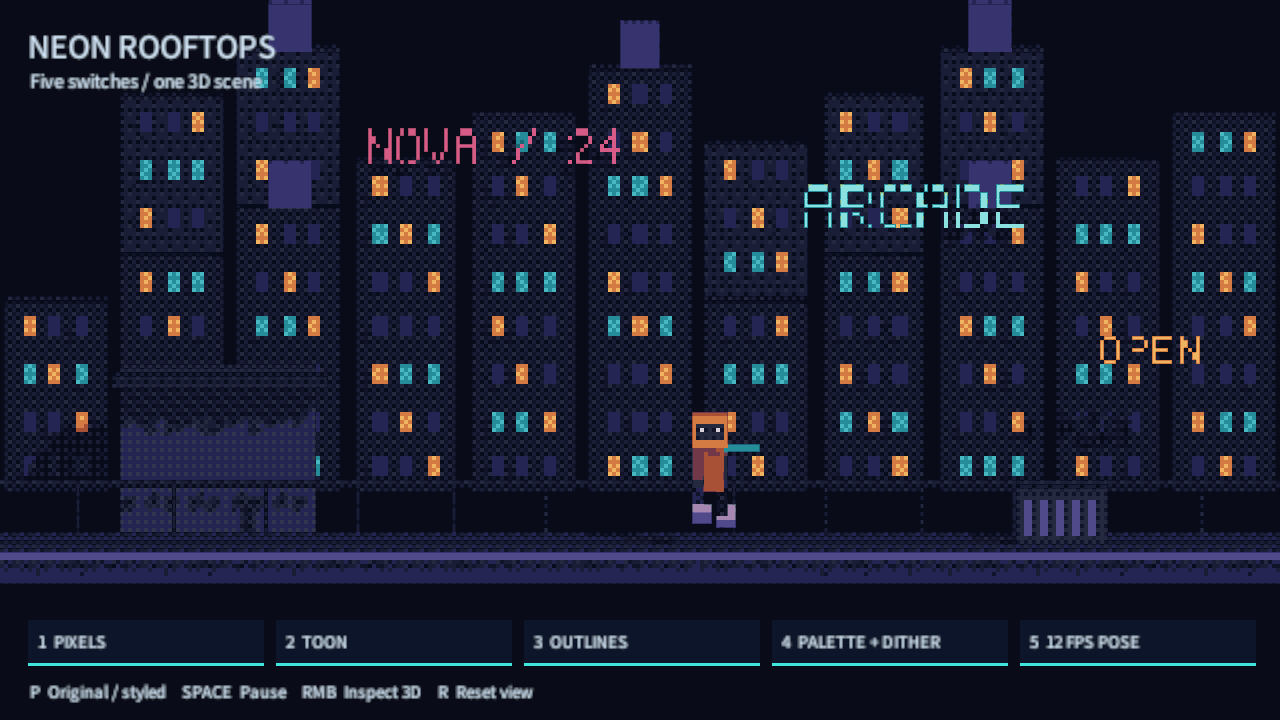 NEON ROOFTOPS
Five switches / one 3D scene
NOVA / 24
ARCADE
OPEN
1 PIXELS
2 TOON
3 OUTLINES
4 PALETTE + DITHER
5 12 FPS POSE
P Original / styled SPACE Pause RMB Inspect 3D R Reset view